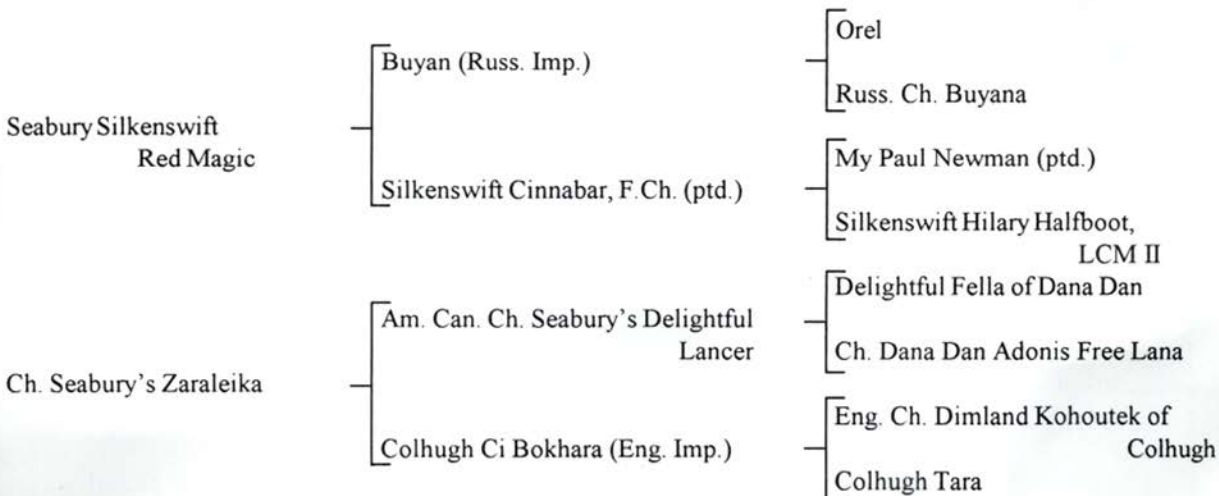 Orel
Buyan (Russ. Imp.)
Russ. Ch. Buyana
Seabury Silkenswift
Red Magic
My Paul Newman (ptd.)
Silkenswift Cinnabar, F.Ch. (ptd.)
Silkenswift Hilary Halfboot,
LCM II
Delightful Fella of Dana Dan
Am. Can. Ch. Seabury's Delightful
Lancer
Ch. Dana Dan Adonis Free Lana
Ch. Seabury's Zaraleika
Eng. Ch. Dimland Kohoutek of
Colhugh
Colhugh Ci Bokhara (Eng. Imp.)
Colhugh Tara